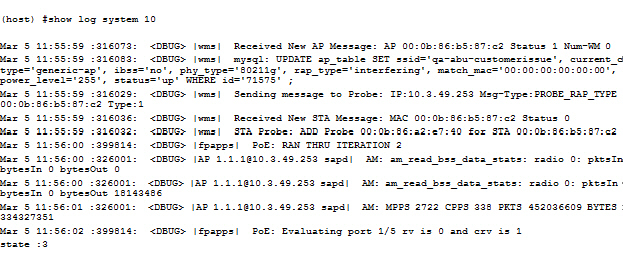 (host) #show log system 10
Mar 5 11:55:59 :316073:  <DBUG> |wms|  Received New AP Message: AP 00:0b:86:b5:87:c2 Status 1 Num-WM 0
Mar 5 11:55:59 :316083:  <DBUG> |wms|  mysql: UPDATE ap_table SET ssid='qa-abu-customerissue', current_c
type='generic-ap', ibss='no', phy_type='80211g', rap_type='interfering', match_mac='00:00:00:00:00:00',
power_level='255', status='up' WHERE id='71575' ;
Mar 5 11:55:59 :316029:  <DBUG> |wms|  Sending message to Probe: IP:10.3.49.253 Msg-Type:PROBE_RAP_TYPE
00:0b:86:b5:87:c2 Type:1
Mar 5 11:55:59 :316036:  <DBUG> |wms|  Received New STA Message: MAC 00:0b:86:b5:87:c2 Status 0
Mar 5 11:55:59 :316032:  <DBUG> |wms|  STA Probe: ADD Probe 00:0b:86:a2:e7:40 for STA 00:0b:86:b5:87:c2
Mar 5 11:56:00 :399814:  <DBUG> |fpapps|  PoE: RAN THRU ITERATION 2
Mar 5 11:56:00 :326001:  <DBUG> |AP 1.1.1@10.3.49.253 sapd|  AM: am_read_bss_data_stats: radio 0: pktsIn
bytesIn 0 bytesOut 0
Mar 5 11:56:00 :326001:  <DBUG> |AP 1.1.1@10.3.49.253 sapd|  AM: am_read_bss_data_stats: radio 0: pktsIn
bytesIn 0 bytesOut 18143486
Mar 5 11:56:01 :326001:  <DBUG> |AP 1.1.1@10.3.49.253 sapd|  AM: MPPS 2722 CPPS 338 PKTS 452036609 BYTES
334327351
Mar 5 11:56:02 :399814:  <DBUG> |fpapps|  PoE: Evaluating port 1/5 rv is 0 and crv is 1
state :3